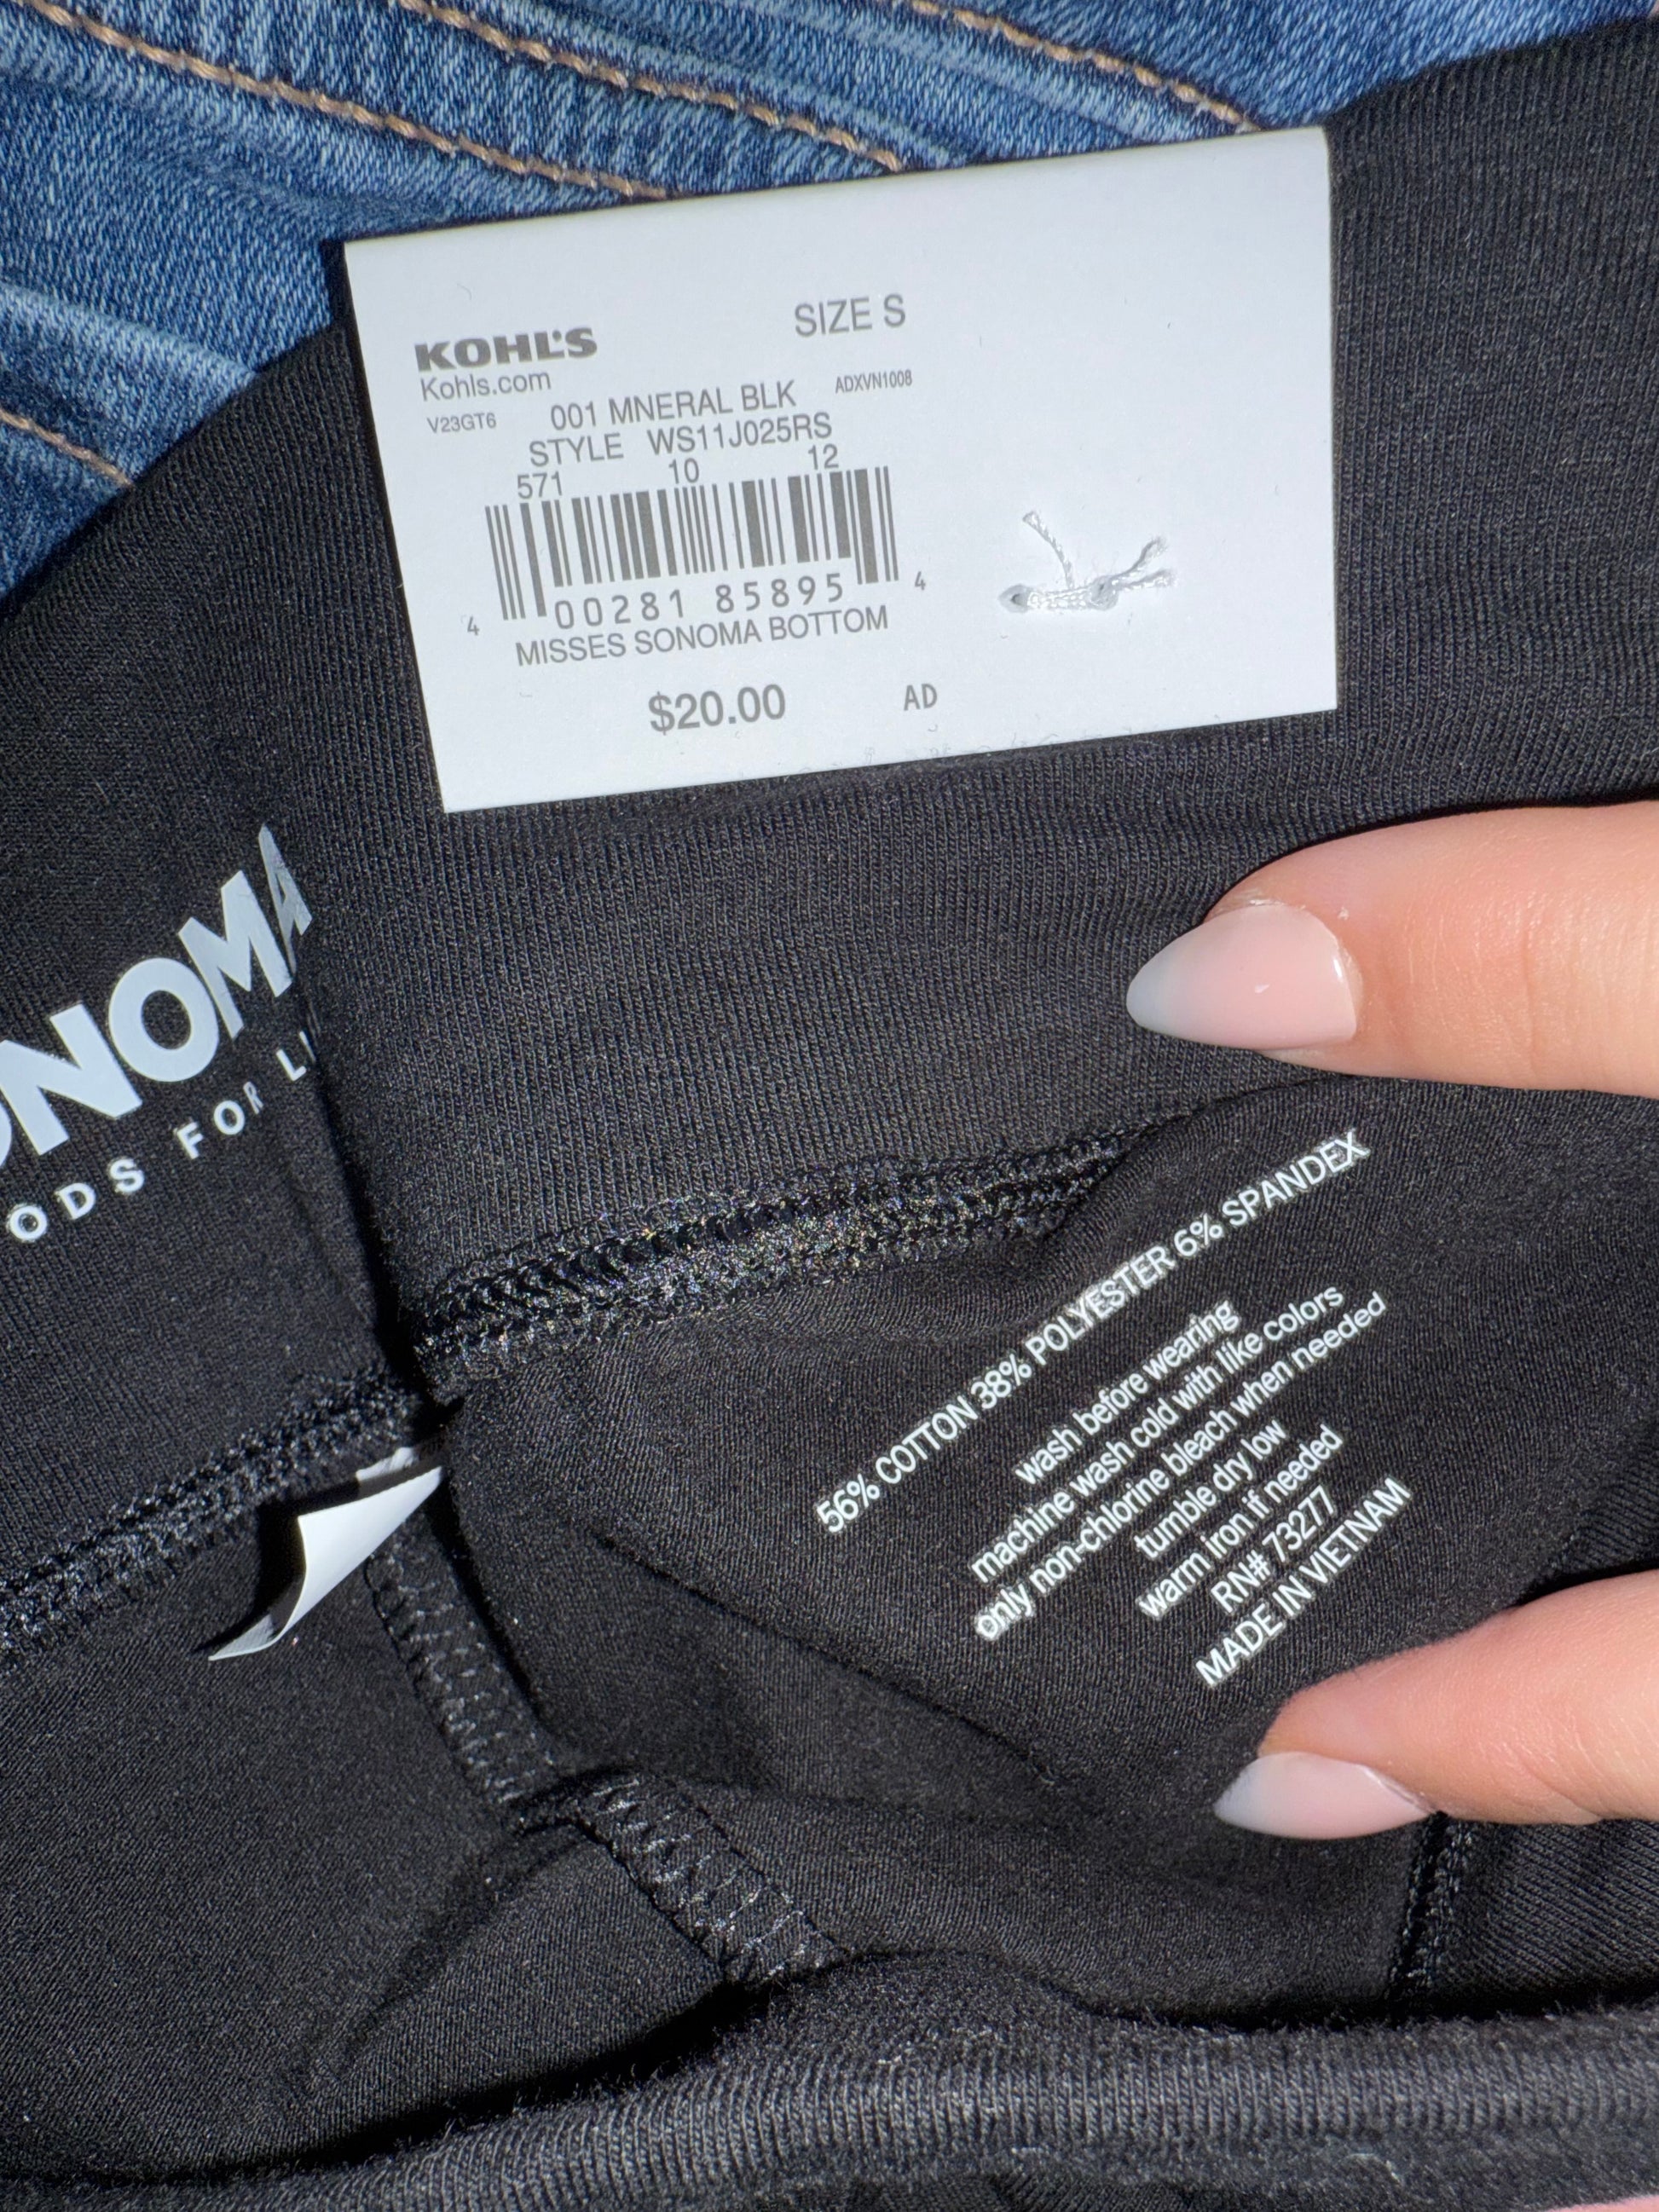 KOHL'S
SIZE S
Kohls.com
V23GT6 001 MNERAL BLK ADXVN1008
STYLE WS11J025RS
571 10 12
4 00281 85895 4
MISSES SONOMA BOTTOM
$20.00 AD
ONOMA
ODS FOR LI
56% COTTON 38% POLYESTER 6% SPANDEX
wash before wearing
machine wash cold with like colors
only non-chlorine bleach when needed
tumble dry low
warm iron if needed
RN# 73277
MADE IN VIETNAM